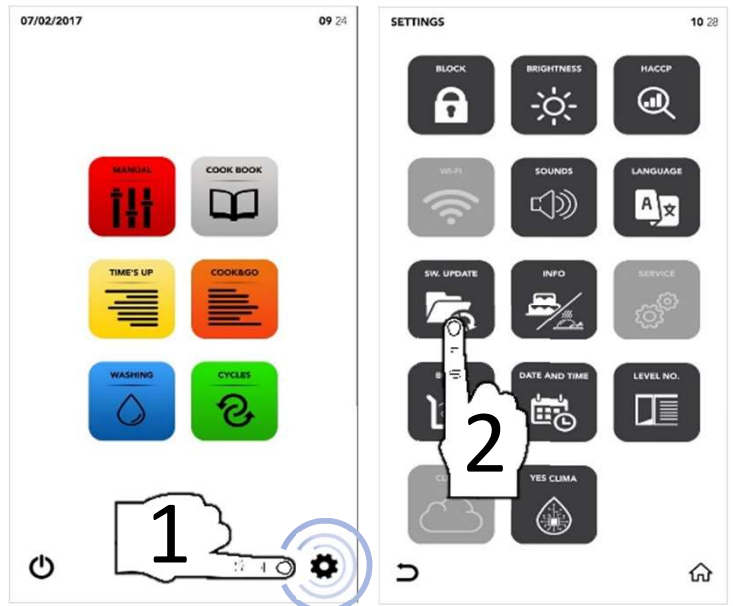 07/02/2017
09 24
MANUAL
COOK BOOK
TIME'S UP
COOK&GO
WASHING
CYCLES
1
SETTINGS
10 28
BLOCK
BRIGHTNESS
HACCP
WI-FI
SOUNDS
LANGUAGE
A
文
SW. UPDATE
INFO
SERVICE
DATE AND TIME
LEVEL NO.
YES CLIMA
2